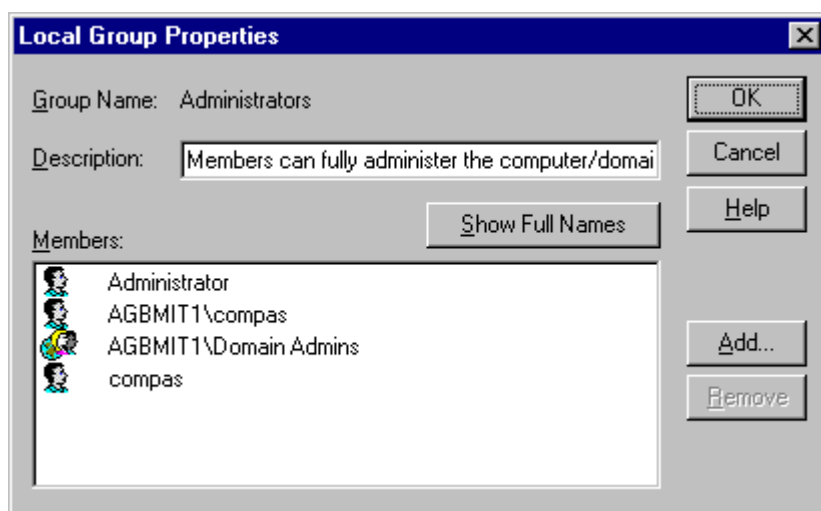 Local Group Properties
Group Name: Administrators
OK
Description: Members can fully administer the computer/domai
Cancel
Show Full Names
Help
Members:
Administrator
AGBMIT1\compas
AGBMIT1\Domain Admins
Add...
compas
Remove